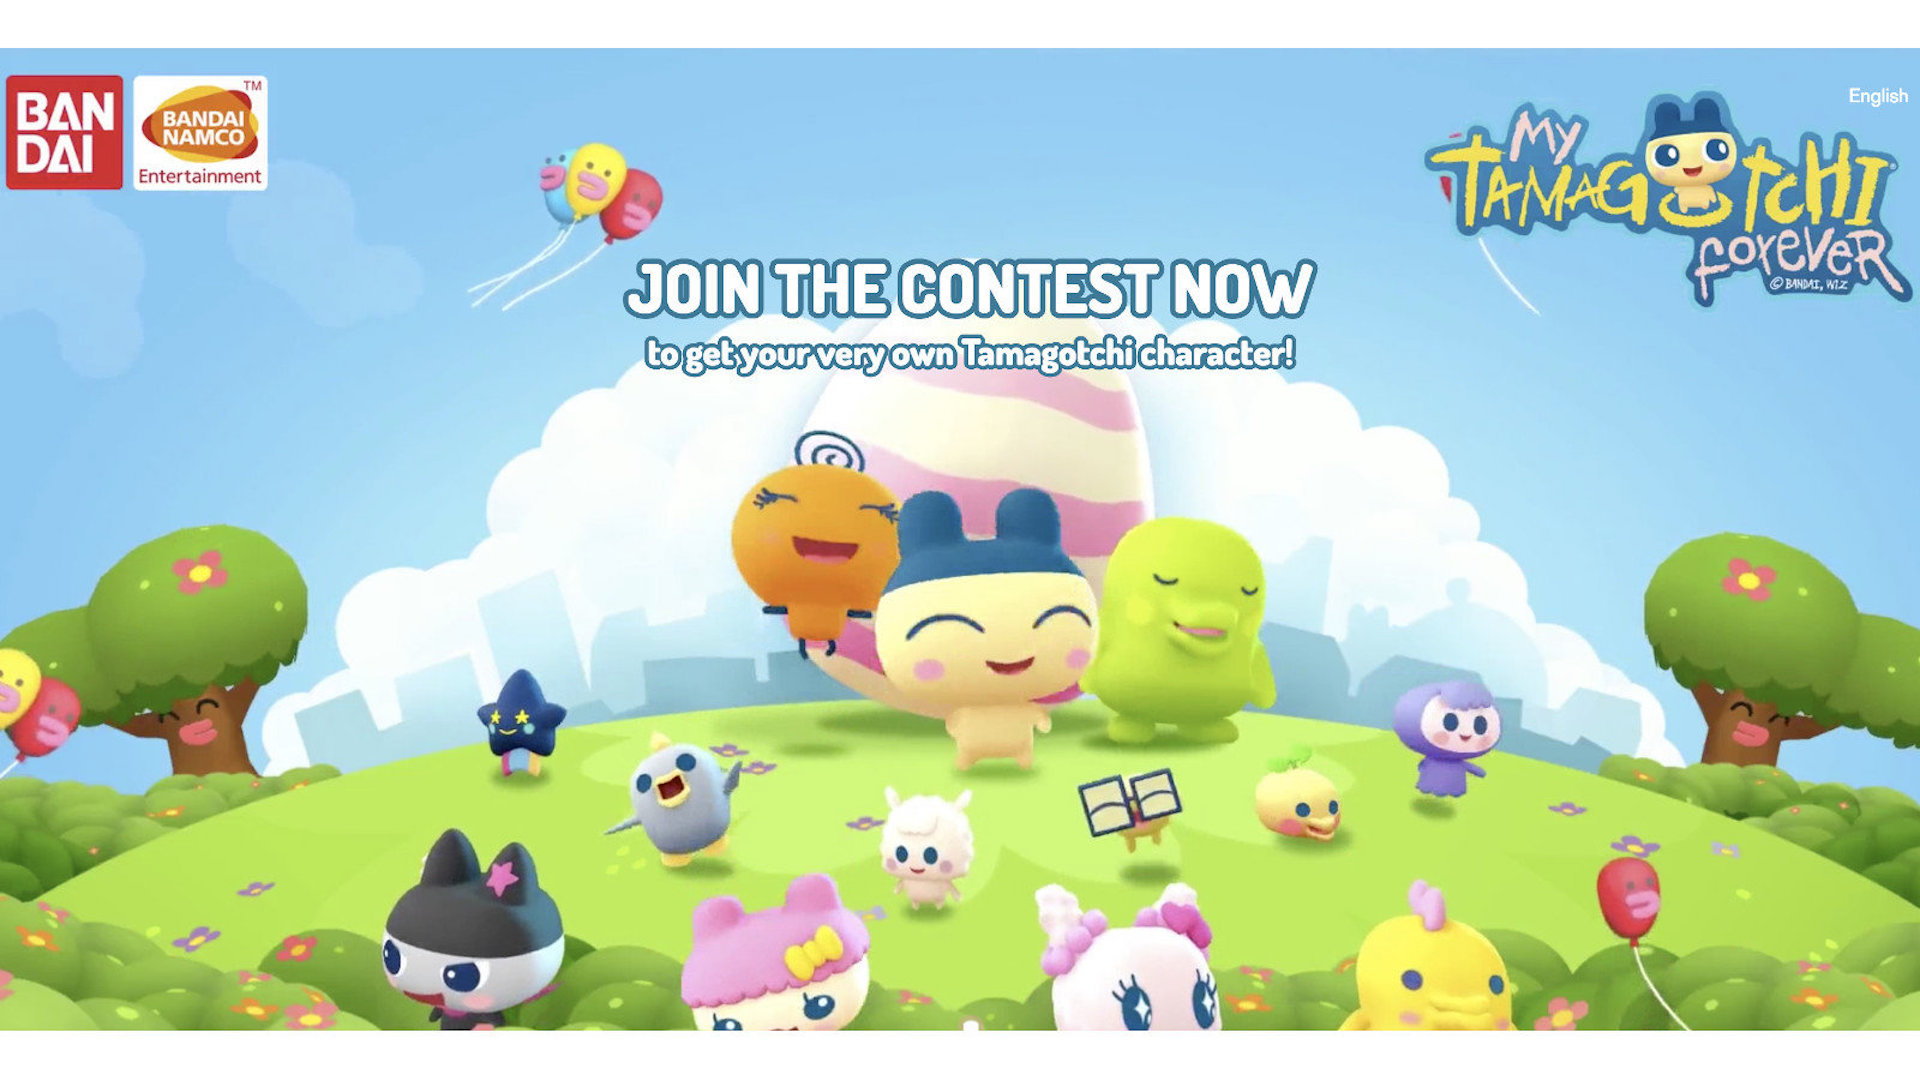 BAN
DAI
TM
BANDAI
NAMCO
Entertainment
English
MY
TAMAGOTCHI
FOREVER
© BANDAI, WIZ
JOIN THE CONTEST NOW
to get your very own Tamagotchi character!